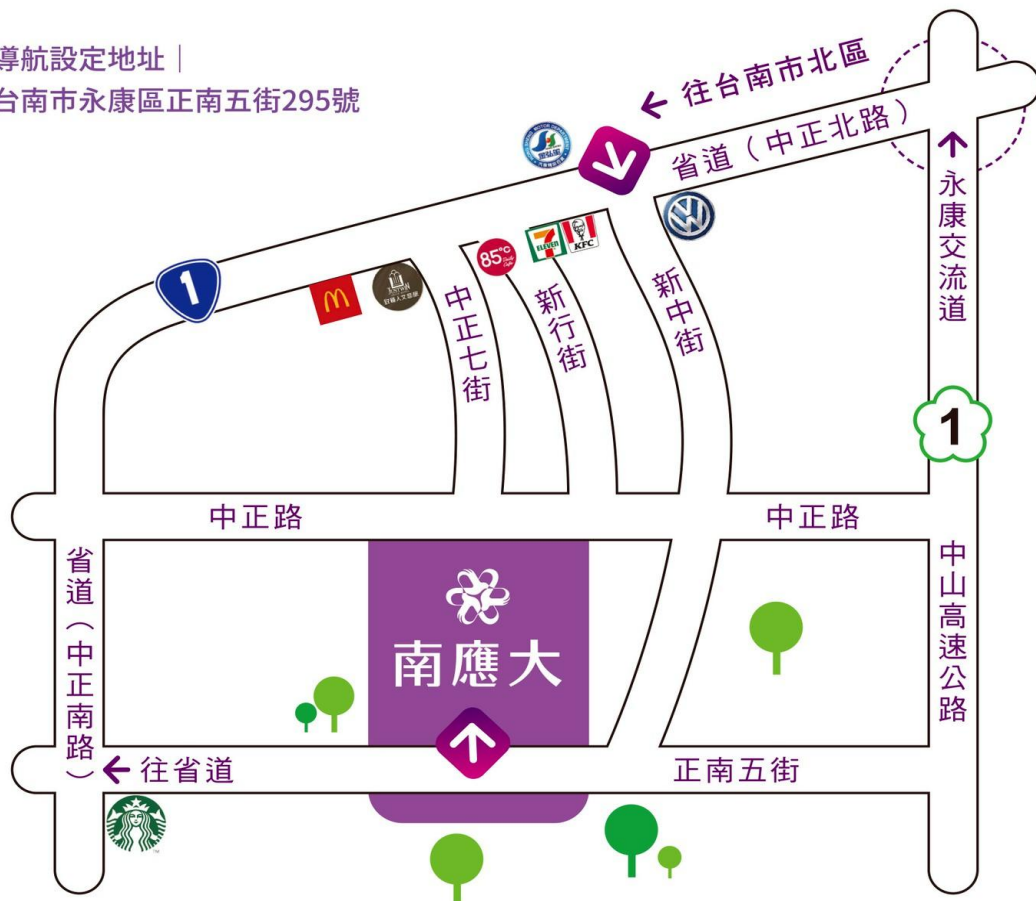 導航設定地址｜
台南市永康區正南五街295號
← 往台南市北區
省道（中正北路）
永康交流道
1
85°C
7
ELEVEN
KFC
中正七街
新行街
新中街
1
中正路
中正路
省道（中正南路）
南應大
中山高速公路
← 往省道
正南五街